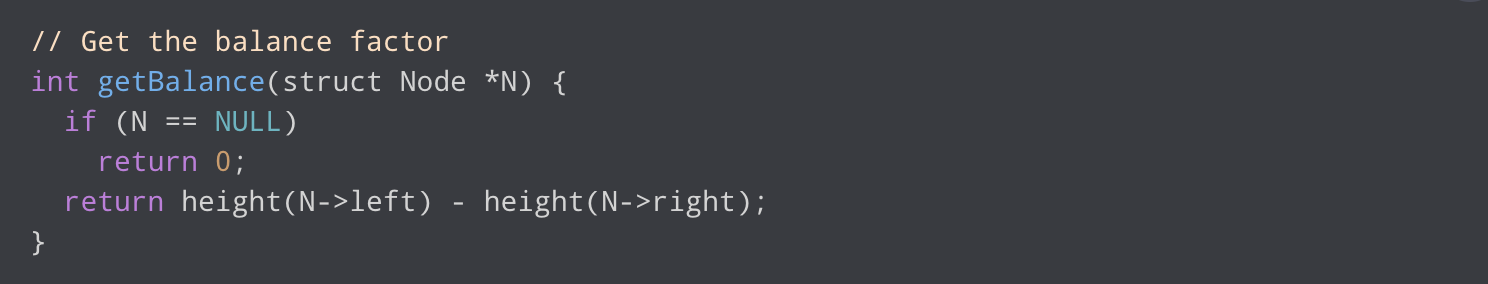 // Get the balance factor
int getBalance(struct Node *N) {
  if (N == NULL)
    return 0;
  return height(N->left) - height(N->right);
}